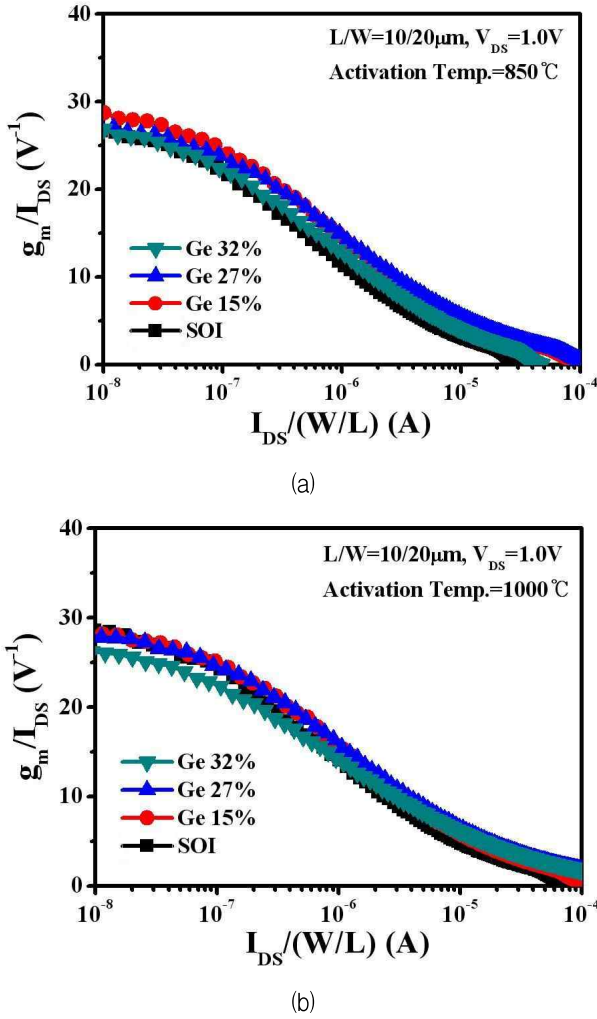 L/W=10/20μm, V_DS=1.0V
Activation Temp.=850℃
40
30
20
10
0
g_m/I_DS (V^-1)
Ge 32%
Ge 27%
Ge 15%
SOI
10^-8 10^-7 10^-6 10^-5 10^-4
I_DS/(W/L) (A)
(a)
L/W=10/20μm, V_DS=1.0V
Activation Temp.=1000℃
40
30
20
10
0
g_m/I_DS (V^-1)
Ge 32%
Ge 27%
Ge 15%
SOI
10^-8 10^-7 10^-6 10^-5 10^-4
I_DS/(W/L) (A)
(b)